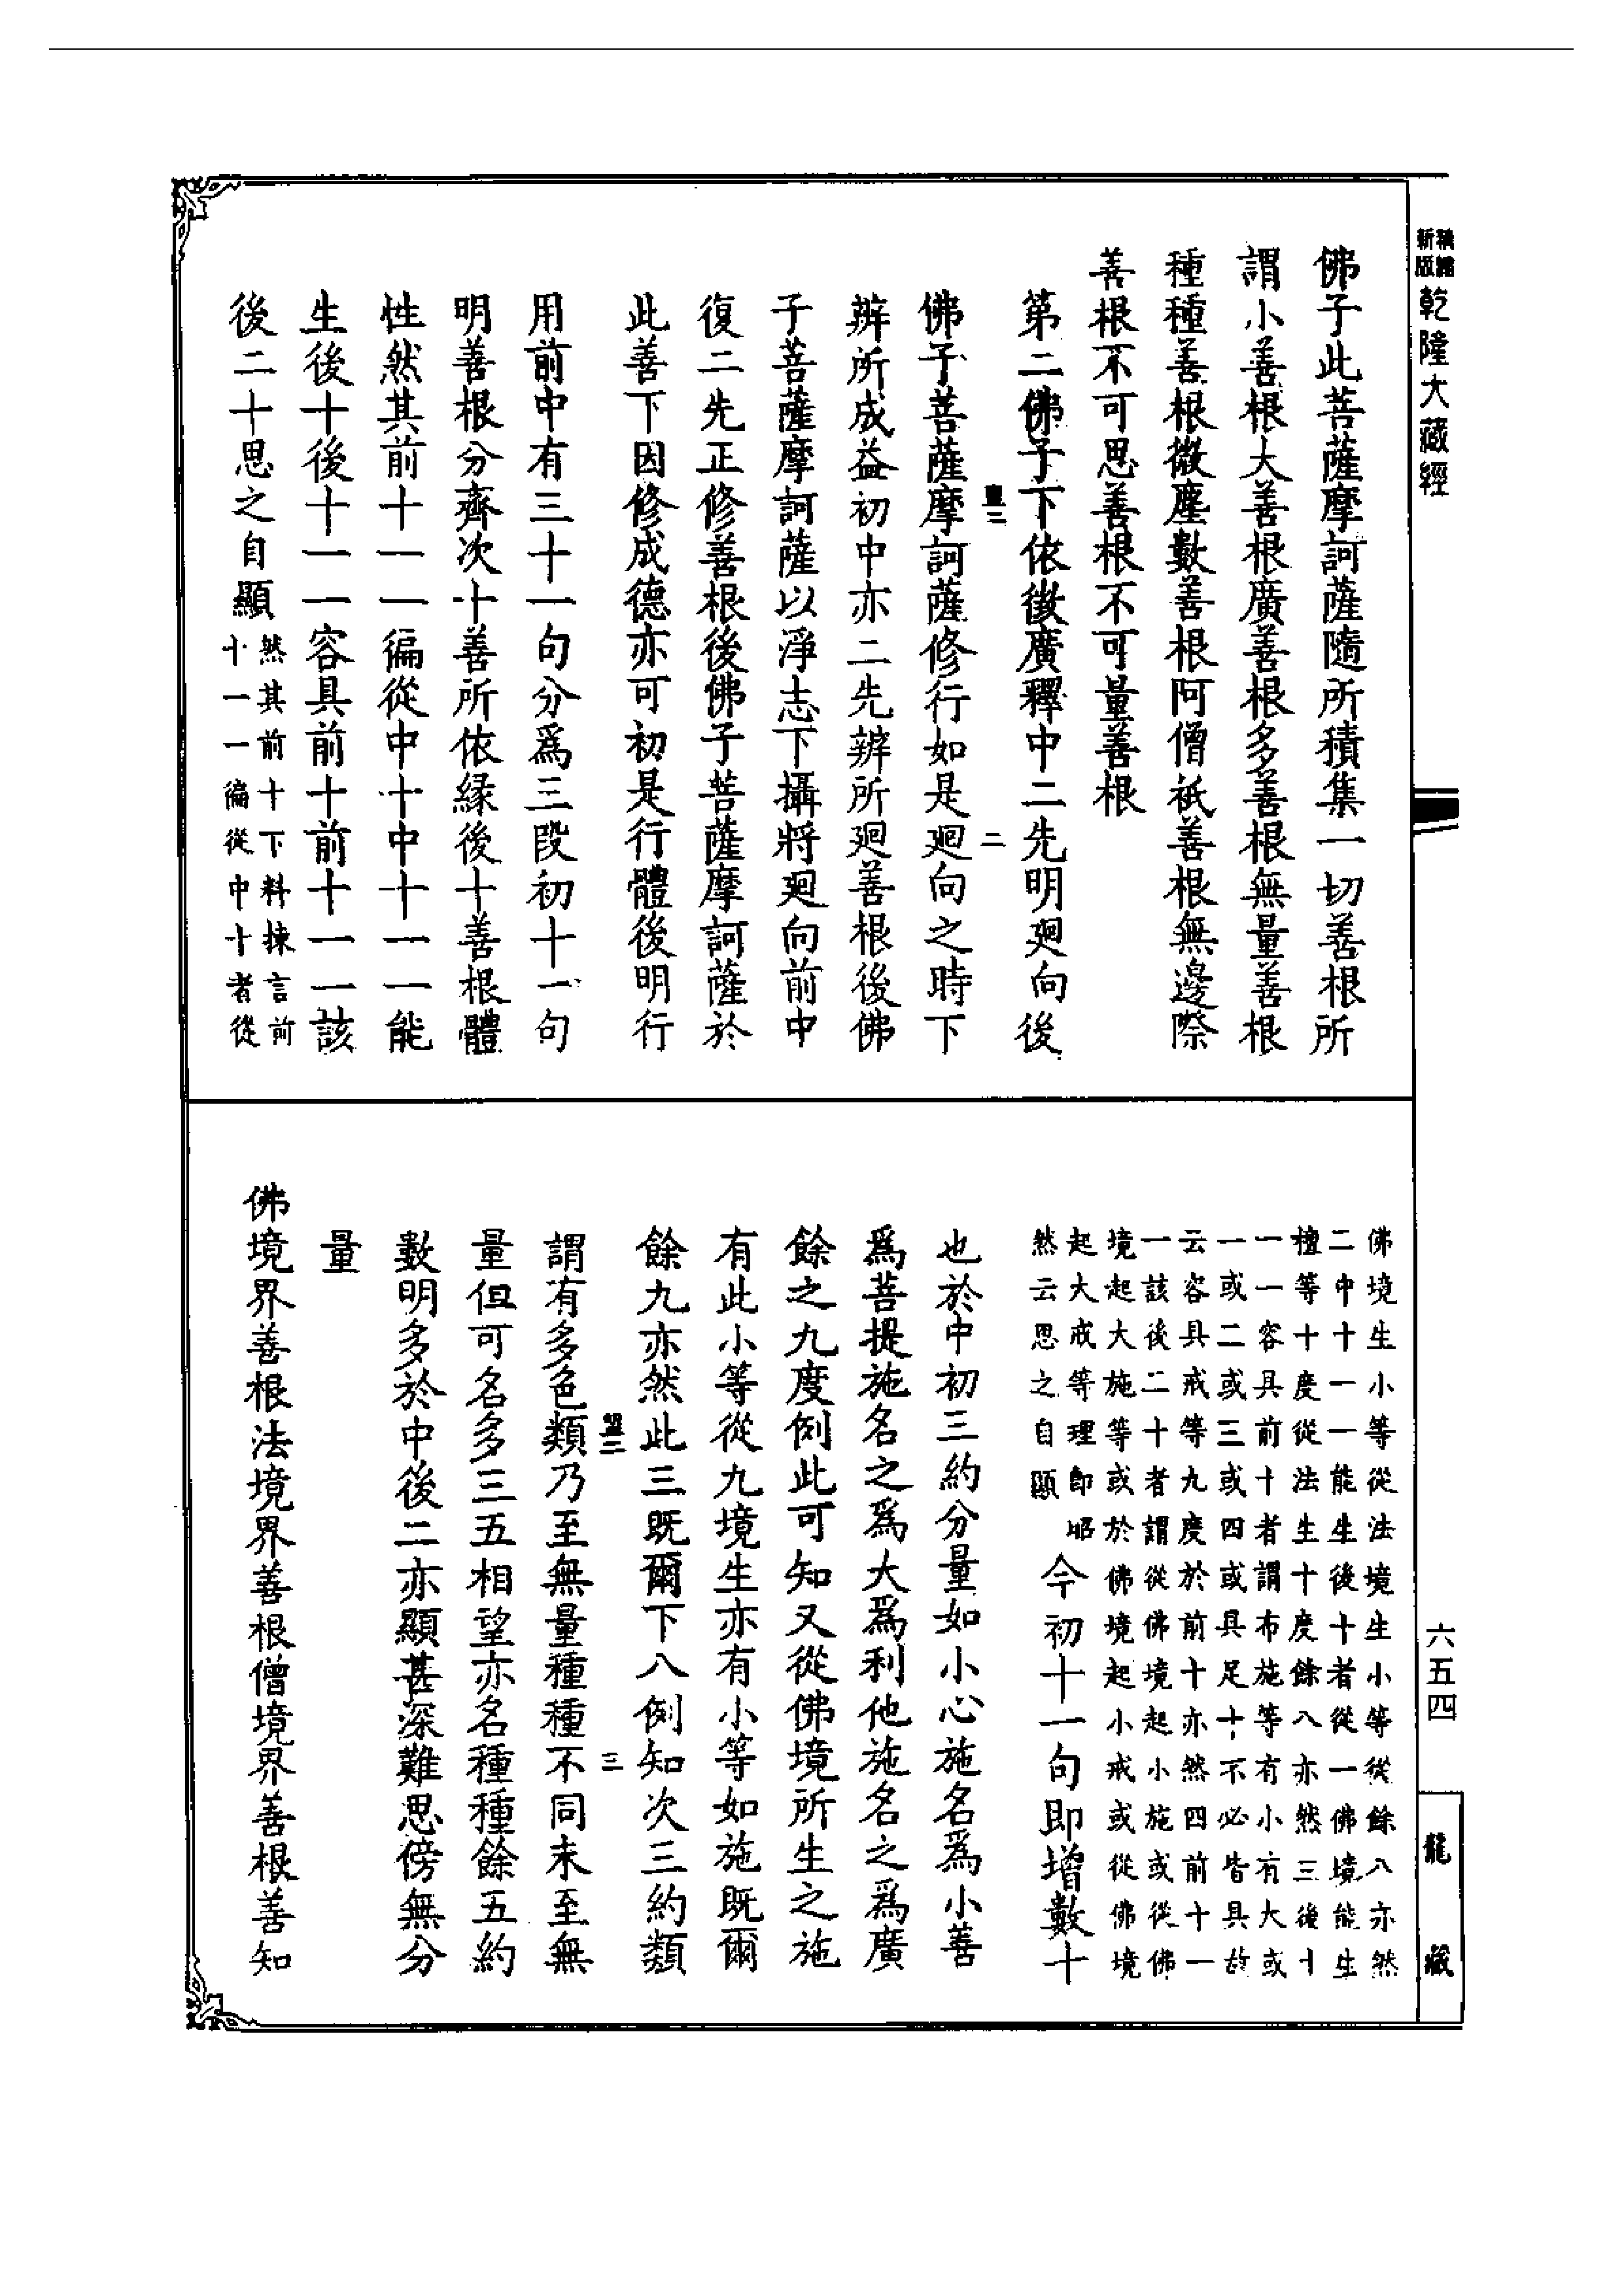 新版
精縮
乾隆大藏經
佛子此菩薩摩訶薩隨所積集一切善根所
謂小善根大善根廣善根多善根無量善根
種種善根微塵數善根阿僧祇善根無邊際
善根不可思善根不可量善根
第二佛子下依徵廣釋中二先明廻向後
二
佛子菩薩摩訶薩修行如是廻向之時下
辨所成益初中亦二先辨所廻善根後佛
子菩薩摩訶薩以淨志下攝將廻向前中
復二先正修善根後佛子菩薩摩訶薩於
此善下因修成德亦可初是行體後明行
用前中有三十一句分爲三段初十一句
明善根分齊次十善所依緣後十善根體
性然其前十一一徧從中十中十一一能
生後十後十一一容具前十前十一一該
後二十思之自顯
然其前十下料揀言前
十一一徧從中十者從
佛境生小等從法境生小等從餘八亦然
二中十一一能生後十者從一佛境能生
檀等十度從法生十度餘八亦然三後十
一一容具前十者謂布施等有小有大或
一或二或三或四或具足十不必皆具故
云容具戒等九度於前十亦然四前十一
一該後二十者謂從佛境起小施或從佛
境起大施等或於佛境起小戒或從佛境
起大戒等理即昭
然云思之自顯
今初十一句即增數十
也於中初三約分量如小心施名爲小善
爲菩提施名之爲大爲利他施名之爲廣
餘之九度例此可知又從佛境所生之施
有此小等從九境生亦有小等如施既爾
餘九亦然此三既爾下八例知次三約類
三
謂有多色類乃至無量種種不同未至無
量但可名多三五相望亦名種種餘五約
數明多於中後二亦顯甚深難思傍無分
量
佛境界善根法境界善根僧境界善根善知
六五四
龍藏